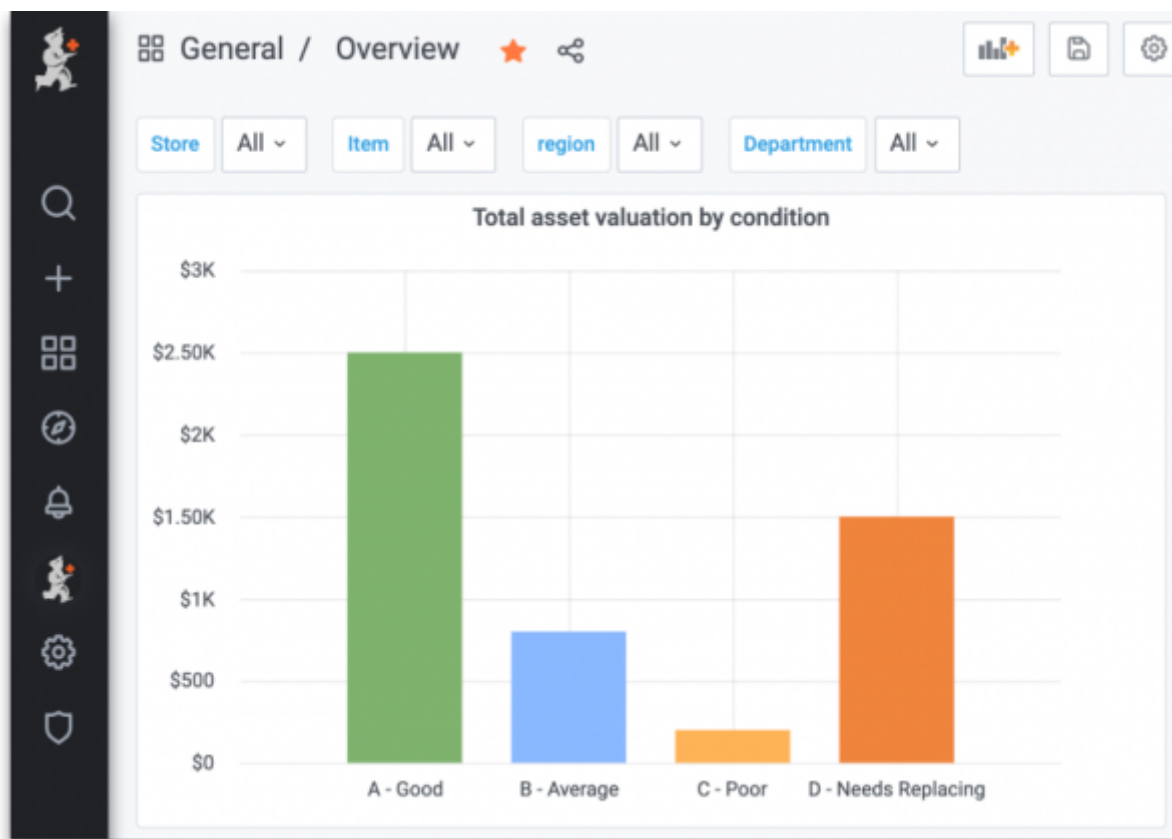 General / Overview
Store All Item All region All Department All
Total asset valuation by condition
$3K
$2.50K
$2K
$1.50K
$1K
$500
$0
A - Good B - Average C - Poor D - Needs Replacing